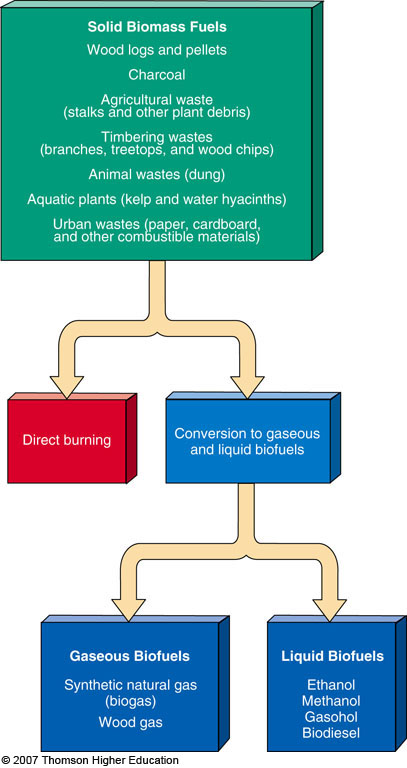 Solid Biomass Fuels
Wood logs and pellets
Charcoal
Agricultural waste
(stalks and other plant debris)
Timbering wastes
(branches, treetops, and wood chips)
Animal wastes (dung)
Aquatic plants (kelp and water hyacinths)
Urban wastes (paper, cardboard,
and other combustible materials)
Direct burning
Conversion to gaseous
and liquid biofuels
Gaseous Biofuels
Synthetic natural gas
(biogas)
Wood gas
Liquid Biofuels
Ethanol
Methanol
Gasohol
Biodiesel
© 2007 Thomson Higher Education